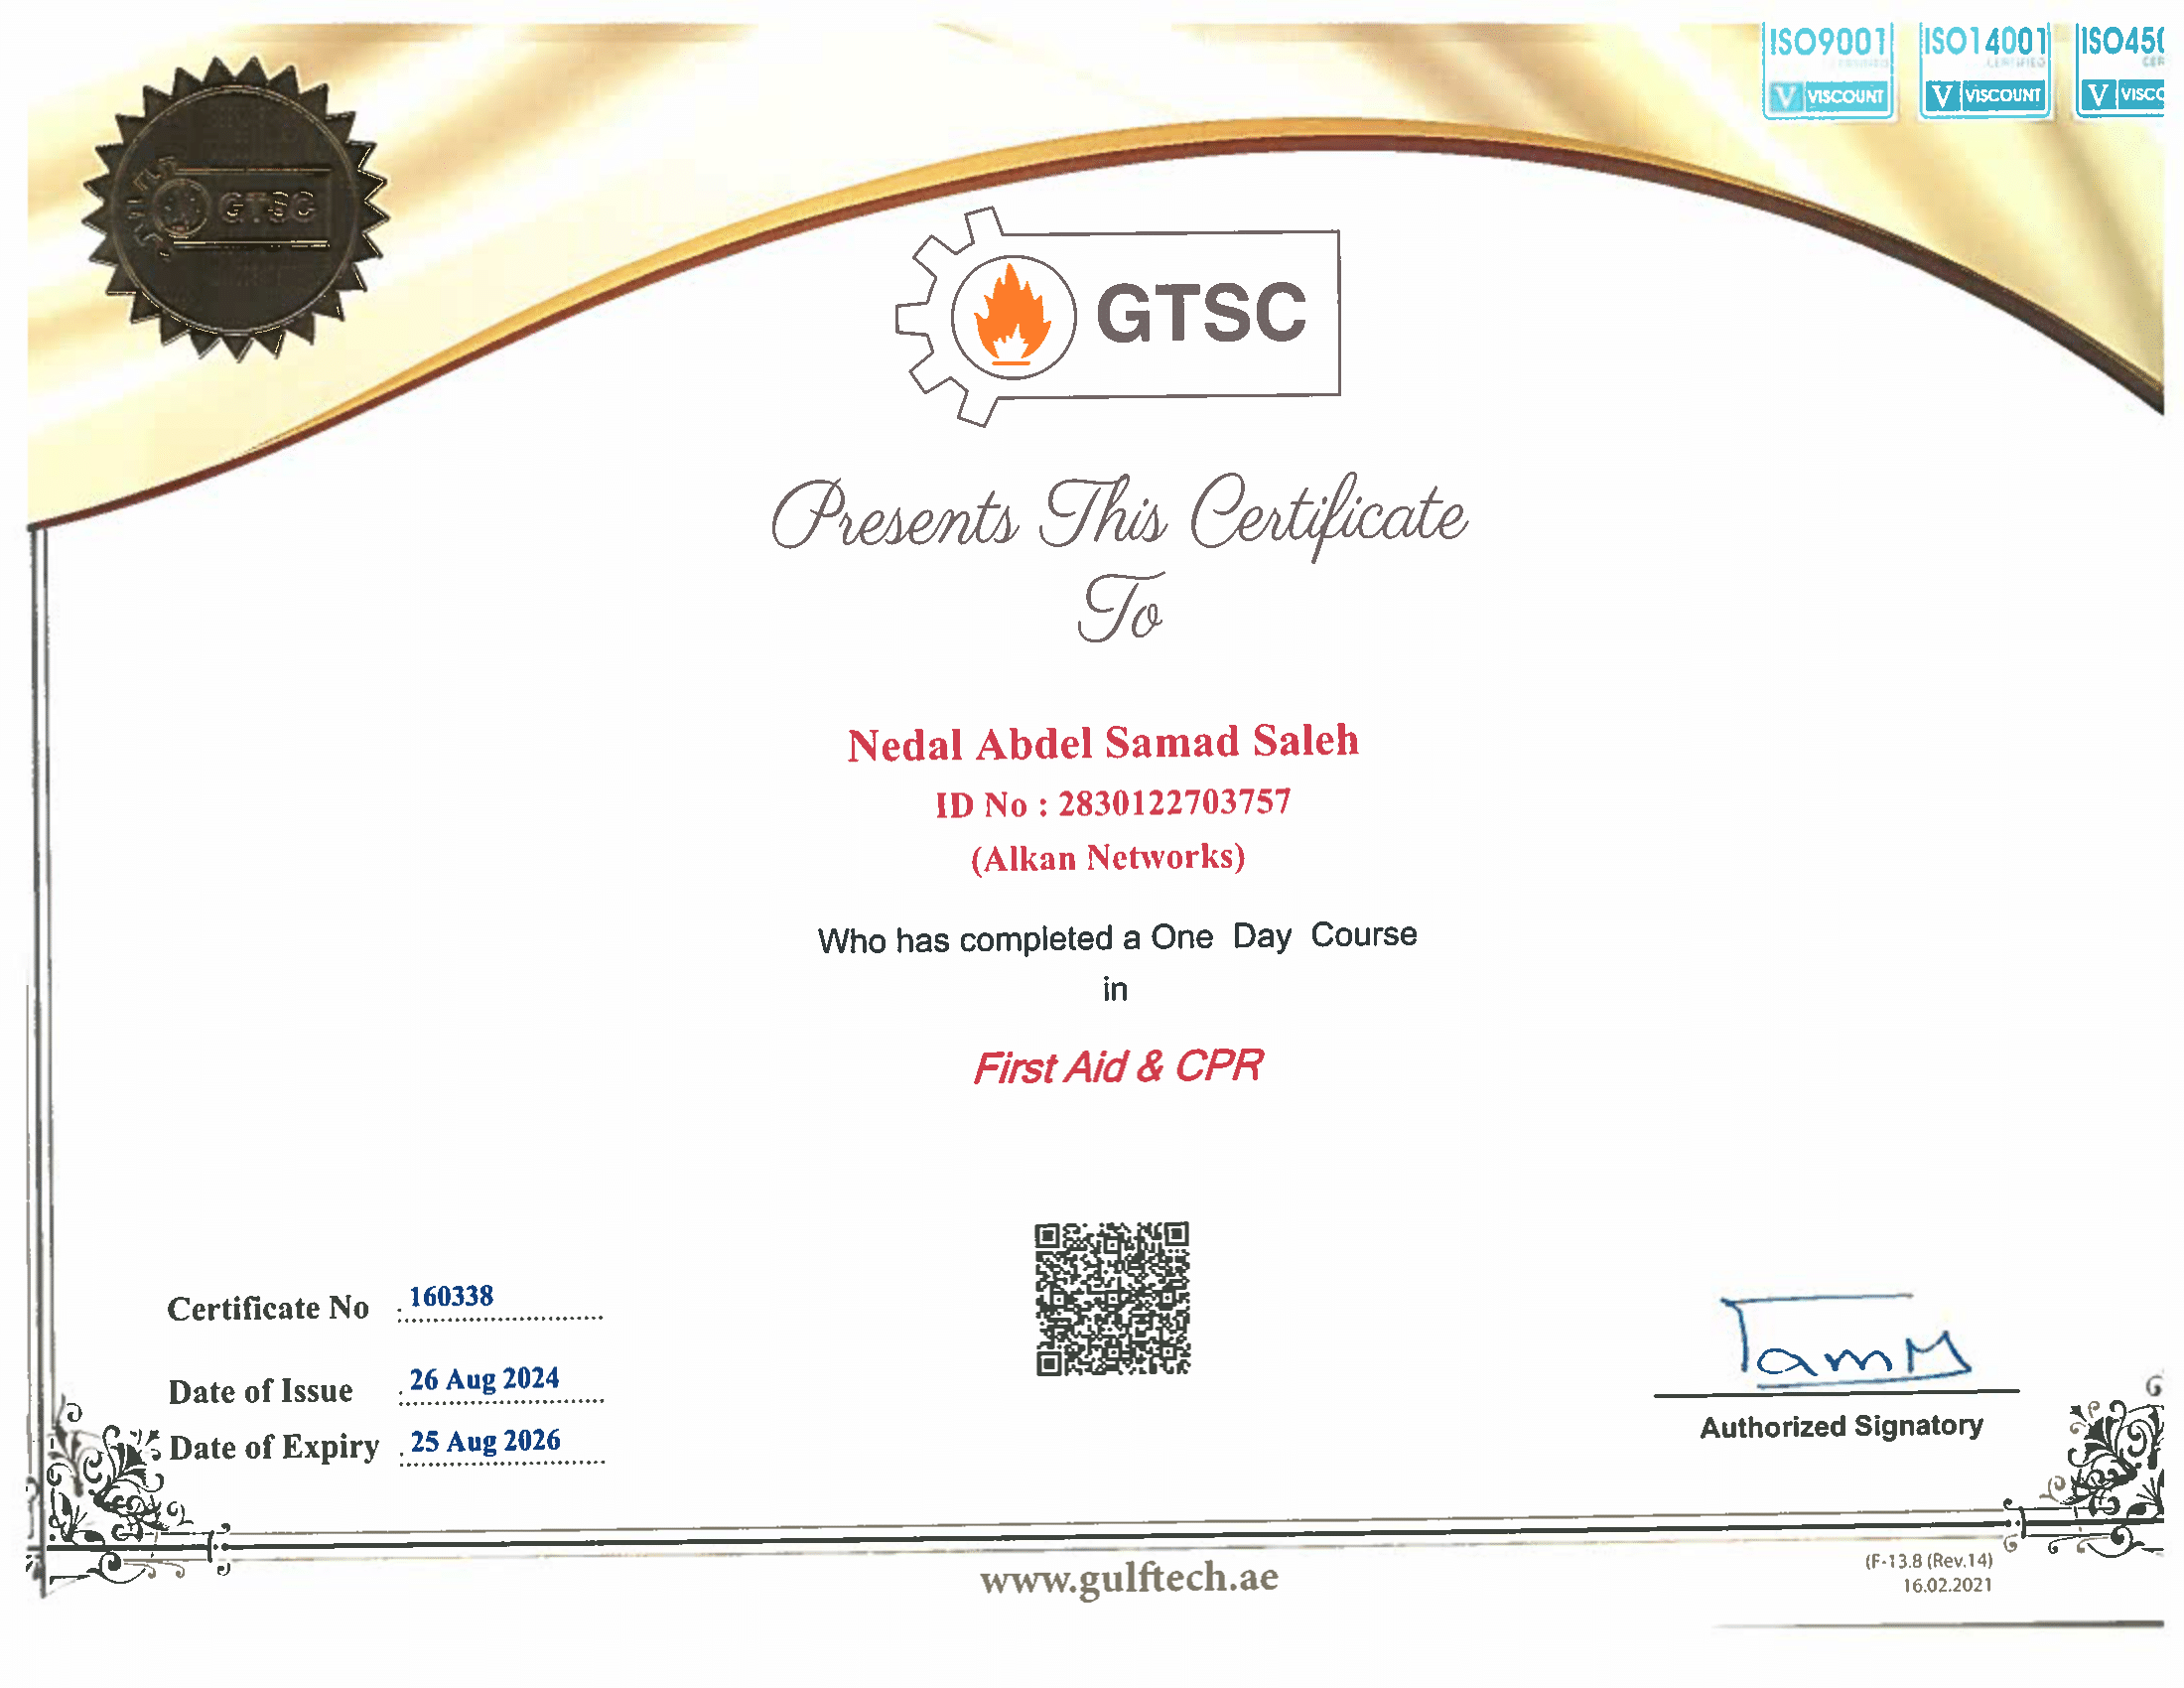 ISO9001 ISO14001 ISO45(
CERTIFIED CERTIFIED CER
V VISCOUNT V VISCOUNT V VISC
GTSC
GTSC
Presents This Certificate
To
Nedal Abdel Samad Saleh
ID No : 2830122703757
(Alkan Networks)
Who has completed a One Day Course
in
First Aid & CPR
Certificate No : 160338
Date of Issue : 26 Aug 2024
Date of Expiry : 25 Aug 2026
TamM
Authorized Signatory
www.gulftech.ae
(F-13.8 (Rev.14)
16.02.2021